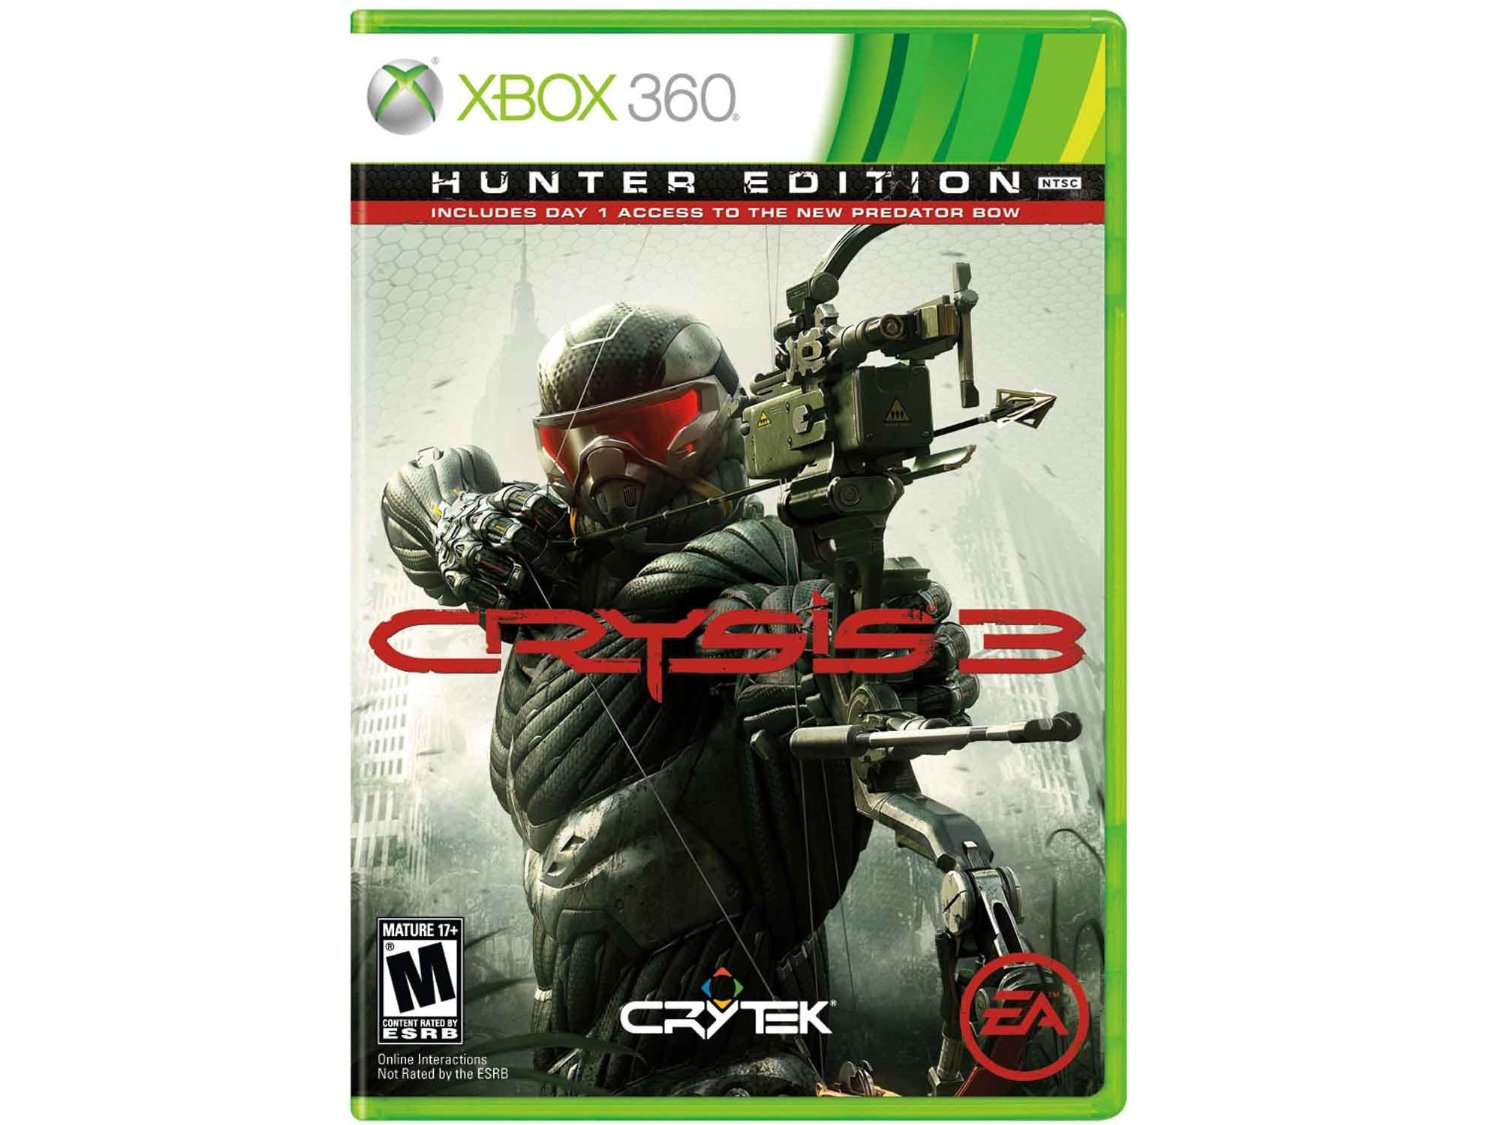 XBOX 360®
HUNTER EDITION NTSC
INCLUDES DAY 1 ACCESS TO THE NEW PREDATOR BOW
CRYSIS 3
MATURE 17+
M®
CONTENT RATED BY
ESRB
Online Interactions
Not Rated by the ESRB
CRYTEK®
EA™